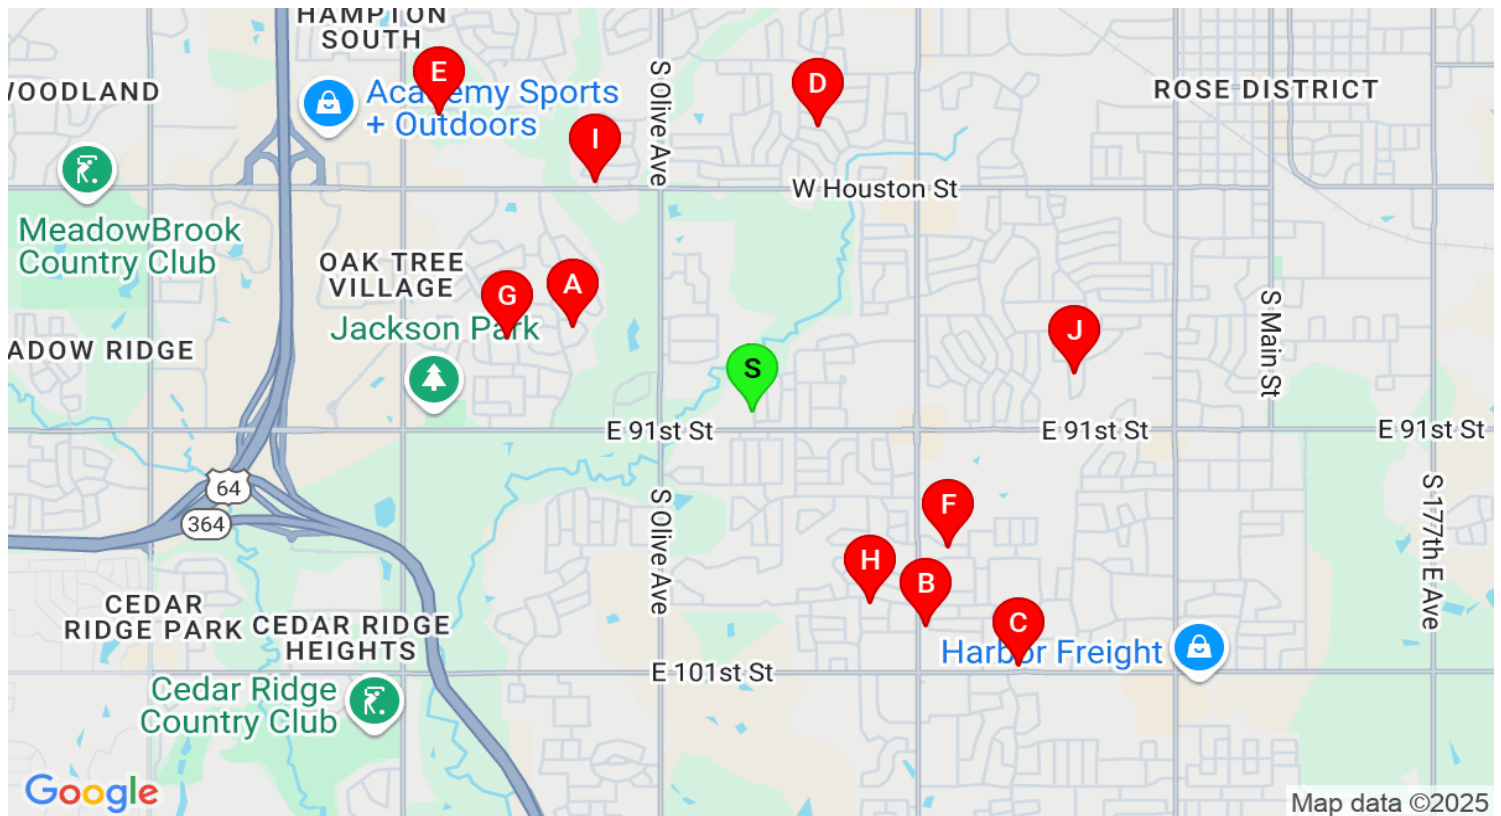 HAMPTON
SOUTH
E
Academy Sports
+ Outdoors
D
I
S Olive Ave
ROSE DISTRICT
WOODLAND
W Houston St
MeadowBrook
Country Club
OAK TREE
VILLAGE
G
A
Jackson Park
S Main St
J
ADOW RIDGE
S
E 91st St
E 91st St
E 91st St
64
364
S Olive Ave
F
S 177th E Ave
H
B
C
CEDAR
RIDGE PARK
CEDAR RIDGE
HEIGHTS
Harbor Freight
E 101st St
Cedar Ridge
Country Club
Google
Map data ©2025